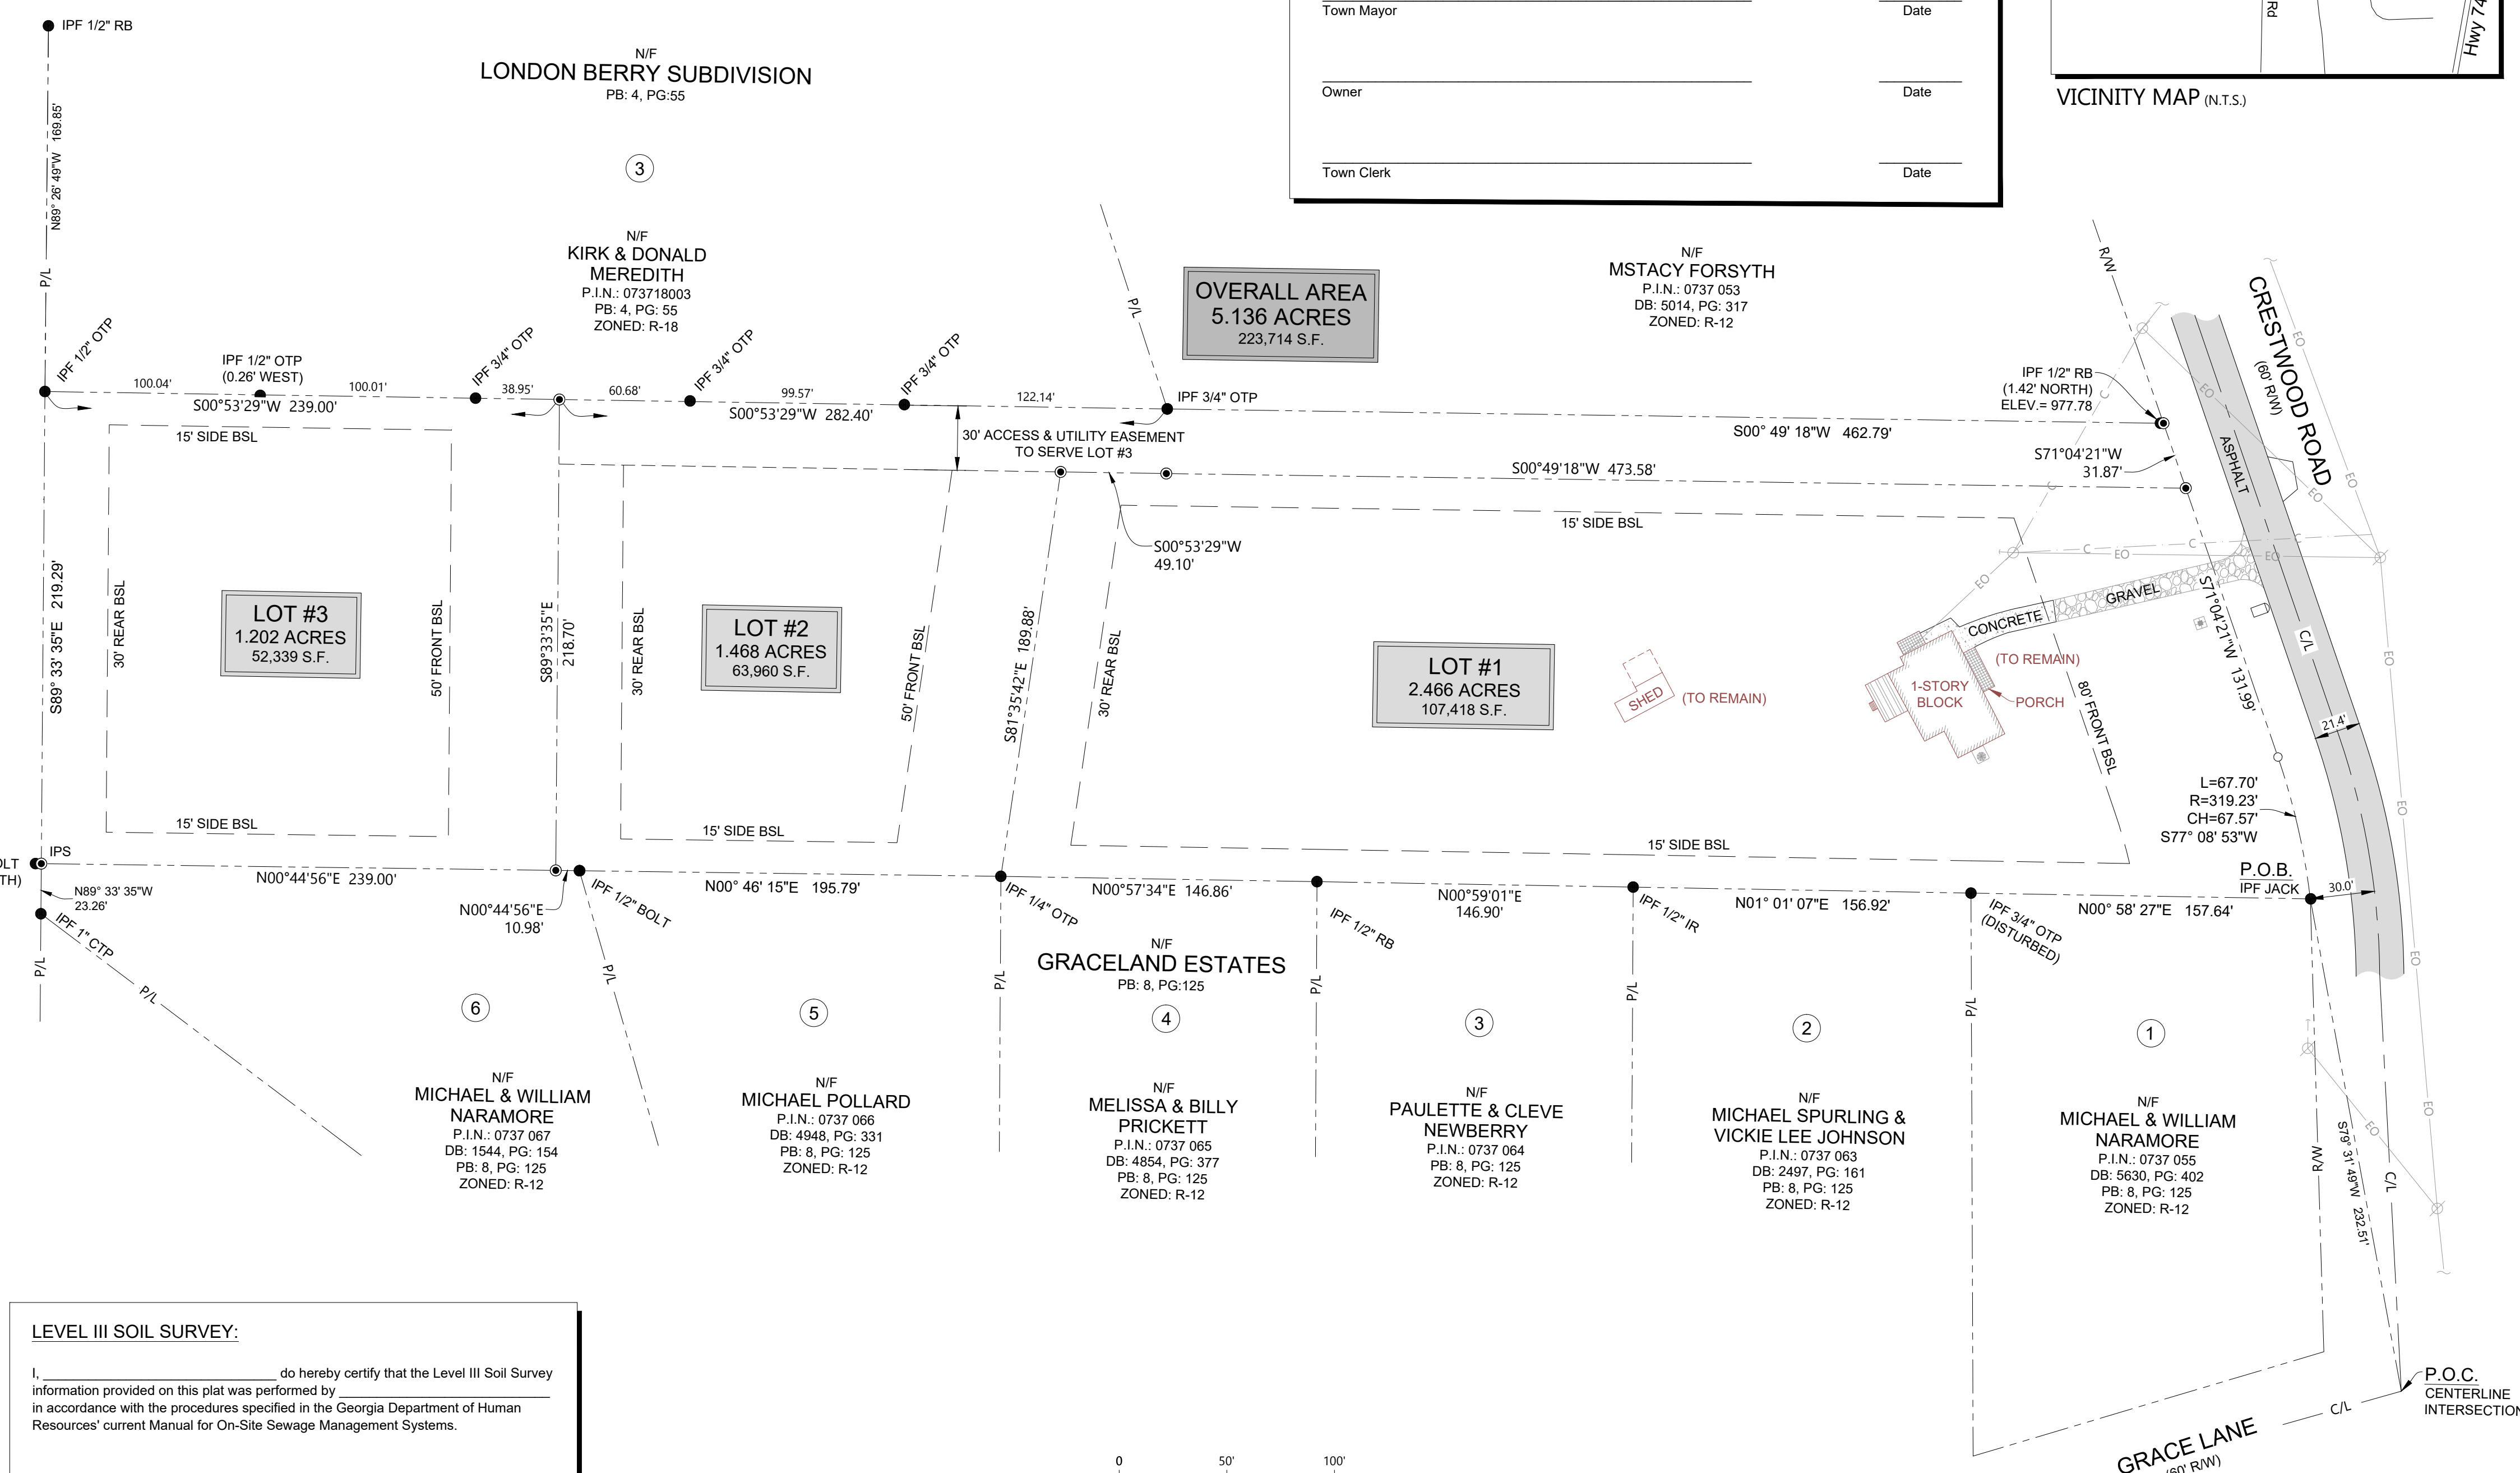 IPF 1/2" RB
N/F
LONDON BERRY SUBDIVISION
PB: 4, PG:55
3
N89° 26' 49"W 169.85'
P/L
Town Mayor
Date
Owner
Date
Town Clerk
Date
Rd
Hwy 74
VICINITY MAP (N.T.S.)
N/F
KIRK & DONALD
MEREDITH
P.I.N.: 073718003
PB: 4, PG: 55
ZONED: R-18
P/L
OVERALL AREA
5.136 ACRES
223,714 S.F.
N/F
MSTACY FORSYTH
P.I.N.: 0737 053
DB: 5014, PG: 317
ZONED: R-12
R/W
CRESTWOOD ROAD
(60' R/W)
EO
IPF 1/2" OTP
IPF 1/2" OTP
(0.26' WEST)
IPF 3/4" OTP
IPF 3/4" OTP
IPF 3/4" OTP
IPF 3/4" OTP
IPF 1/2" RB
(1.42' NORTH)
ELEV.= 977.78
C
EO
100.04'
100.01'
38.95'
60.68'
99.57'
122.14'
S00°53'29"W 239.00'
S00°53'29"W 282.40'
S00° 49' 18"W 462.79'
30' ACCESS & UTILITY EASEMENT
TO SERVE LOT #3
S71°04'21"W
31.87'
S00°49'18"W 473.58'
ASPHALT
EO
EO
C
15' SIDE BSL
15' SIDE BSL
S00°53'29"W
49.10'
C
EO
C
EO
C
EO
S89° 33' 35"E 219.29'
30' REAR BSL
LOT #3
1.202 ACRES
52,339 S.F.
50' FRONT BSL
S89°33'35"E
218.70'
30' REAR BSL
LOT #2
1.468 ACRES
63,960 S.F.
50' FRONT BSL
S81°35'42"E 189.88'
30' REAR BSL
LOT #1
2.466 ACRES
107,418 S.F.
SHED
(TO REMAIN)
CONCRETE
GRAVEL
1-STORY
BLOCK
(TO REMAIN)
PORCH
80' FRONT BSL
S71°04'21"W 131.99'
C/L
EO
21.4'
L=67.70'
R=319.23'
CH=67.57'
S77° 08' 53"W
EO
15' SIDE BSL
15' SIDE BSL
15' SIDE BSL
IPS
N89° 33' 35"W
23.26'
IPF 1" CTP
P/L
P/L
N00°44'56"E 239.00'
N00°44'56"E
10.98'
IPF 1/2" BOLT
P/L
N00° 46' 15"E 195.79'
IPF 1/4" OTP
P/L
N00°57'34"E 146.86'
IPF 1/2" RB
P/L
N00°59'01"E
146.90'
IPF 1/2" IR
P/L
N01° 01' 07"E 156.92'
IPF 3/4" OTP
(DISTURBED)
P/L
N00° 58' 27"E 157.64'
P.O.B.
IPF JACK
30.0'
EO
N/F
GRACELAND ESTATES
PB: 8, PG:125
6
5
4
3
2
1
N/F
MICHAEL & WILLIAM
NARAMORE
P.I.N.: 0737 067
DB: 1544, PG: 154
PB: 8, PG: 125
ZONED: R-12
N/F
MICHAEL POLLARD
P.I.N.: 0737 066
DB: 4948, PG: 331
PB: 8, PG: 125
ZONED: R-12
N/F
MELISSA & BILLY
PRICKETT
P.I.N.: 0737 065
DB: 4854, PG: 377
PB: 8, PG: 125
ZONED: R-12
N/F
PAULETTE & CLEVE
NEWBERRY
P.I.N.: 0737 064
PB: 8, PG: 125
ZONED: R-12
N/F
MICHAEL SPURLING &
VICKIE LEE JOHNSON
P.I.N.: 0737 063
DB: 2497, PG: 161
PB: 8, PG: 125
ZONED: R-12
N/F
MICHAEL & WILLIAM
NARAMORE
P.I.N.: 0737 055
DB: 5630, PG: 402
PB: 8, PG: 125
ZONED: R-12
R/W
S79° 31' 49"W 232.51'
C/L
EO
EO
P.O.C.
CENTERLINE
INTERSECTION
C/L
GRACE LANE
(60' R/W)
LEVEL III SOIL SURVEY:
I, do hereby certify that the Level III Soil Survey
information provided on this plat was performed by
in accordance with the procedures specified in the Georgia Department of Human
Resources' current Manual for On-Site Sewage Management Systems.
0
50'
100'